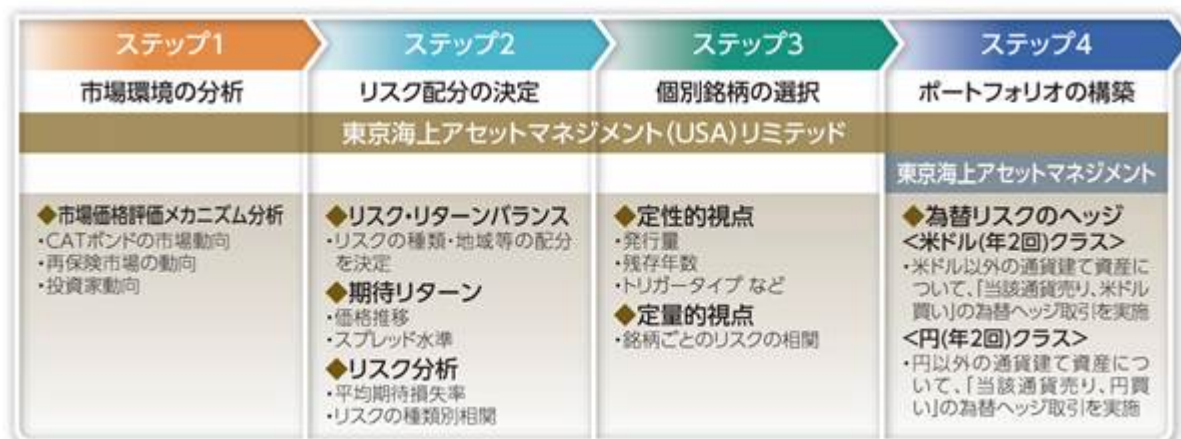 ステップ1
ステップ2
ステップ3
ステップ4
市場環境の分析
リスク配分の決定
個別銘柄の選択
ポートフォリオの構築
東京海上アセットマネジメント(USA)リミテッド
東京海上アセットマネジメント
◆市場価格評価メカニズム分析
・CATボンドの市場動向
・再保険市場の動向
・投資家動向
◆リスク・リターンバランス
・リスクの種類・地域等の配分
を決定
◆期待リターン
・価格推移
・スプレッド水準
◆リスク分析
・平均期待損失率
・リスクの種類別相関
◆定性的視点
・発行量
・残存年数
・トリガータイプ など
◆定量的視点
・銘柄ごとのリスクの相関
◆為替リスクのヘッジ
<米ドル(年2回)クラス>
・米ドル以外の通貨建て資産に
ついて、「当該通貨売り、米ドル
買い」の為替ヘッジ取引を実施
<円(年2回)クラス>
・円以外の通貨建て資産につ
いて、「当該通貨売り、円買
い」の為替ヘッジ取引を実施